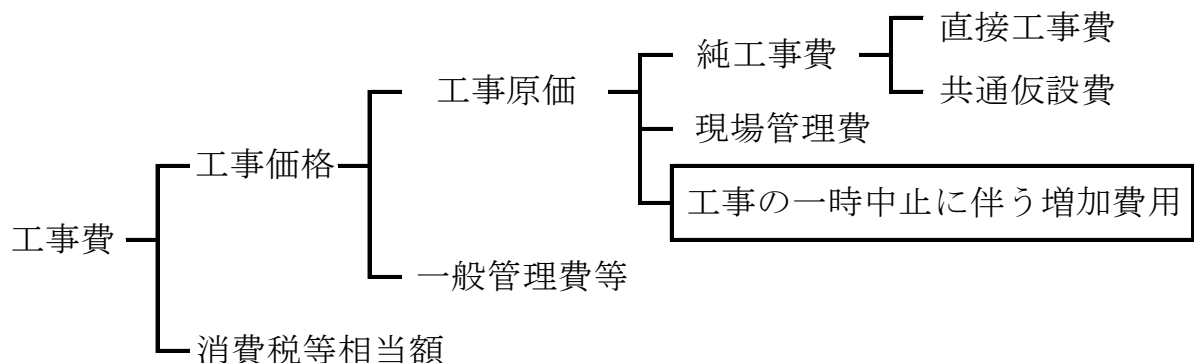 直接工事費
純工事費
共通仮設費
工事原価
現場管理費
工事価格
工事の一時中止に伴う増加費用
工事費
一般管理費等
消費税等相当額